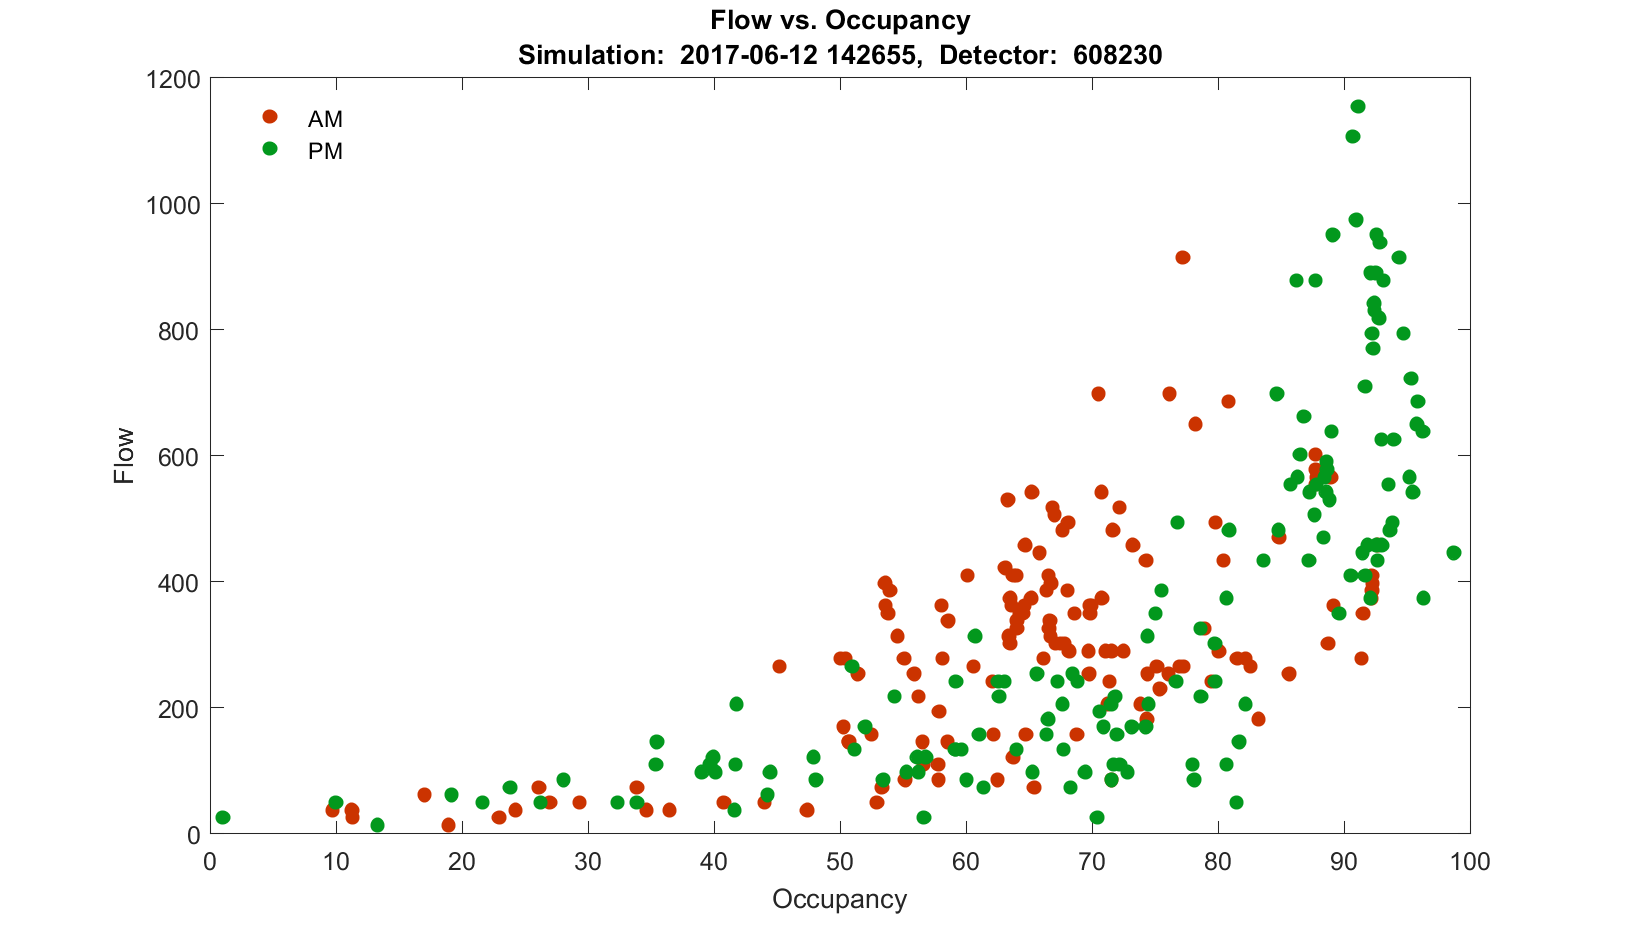 Flow vs. Occupancy
Simulation:  2017-06-12 142655,  Detector:  608230
1200
1000
800
600
400
200
0
Flow
AM
PM
0 10 20 30 40 50 60 70 80 90 100
Occupancy